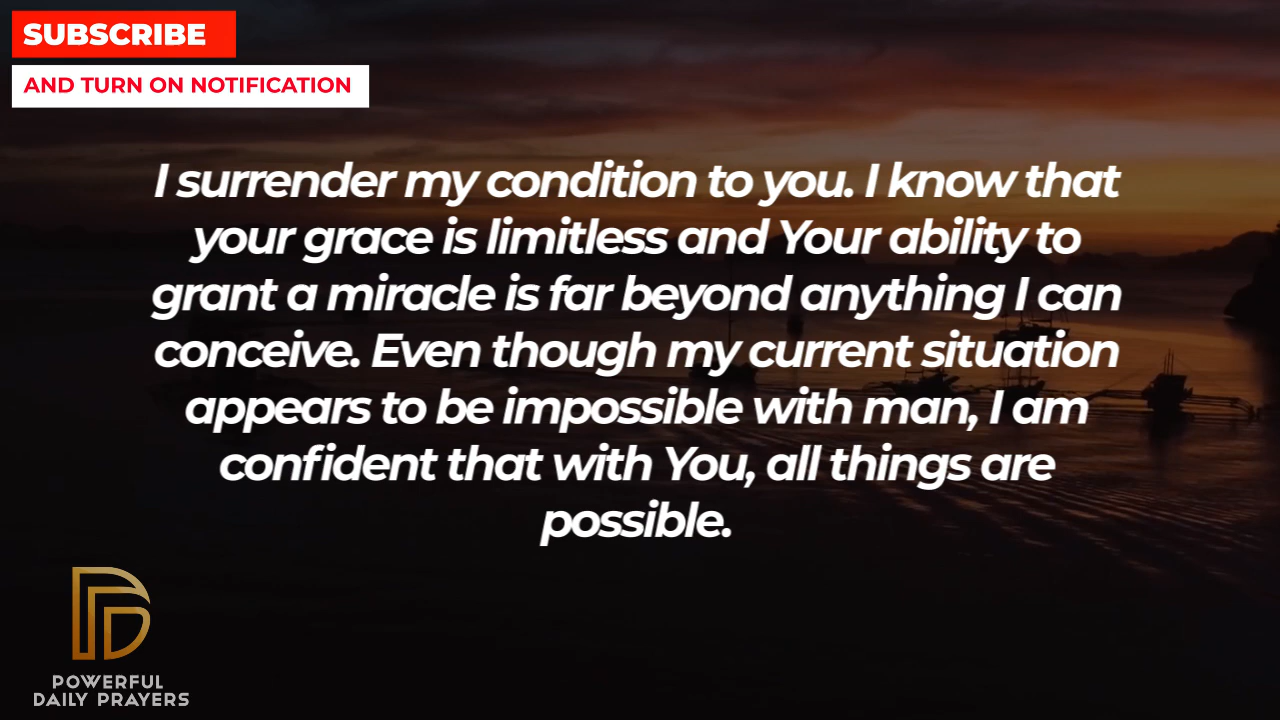 SUBSCRIBE
AND TURN ON NOTIFICATION
I surrender my condition to you. I know that
your grace is limitless and Your ability to
grant a miracle is far beyond anything I can
conceive. Even though my current situation
appears to be impossible with man, I am
confident that with You, all things are
possible.
POWERFUL
DAILY PRAYERS